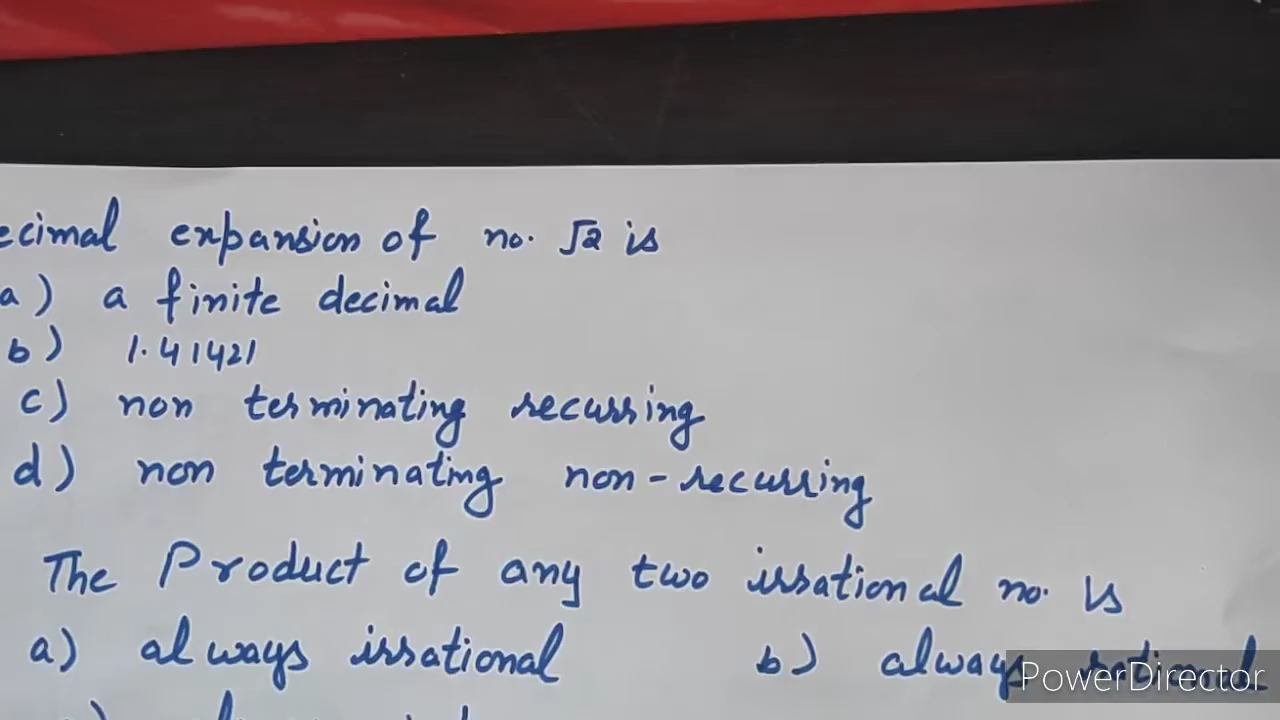 ecimal expansion of no. √2 is
a) a finite decimal
b) 1.41421
c) non terminating recurring
d) non terminating non-recurring
The Product of any two irrational no. is
a) always irrational b) always rational
PowerDirector